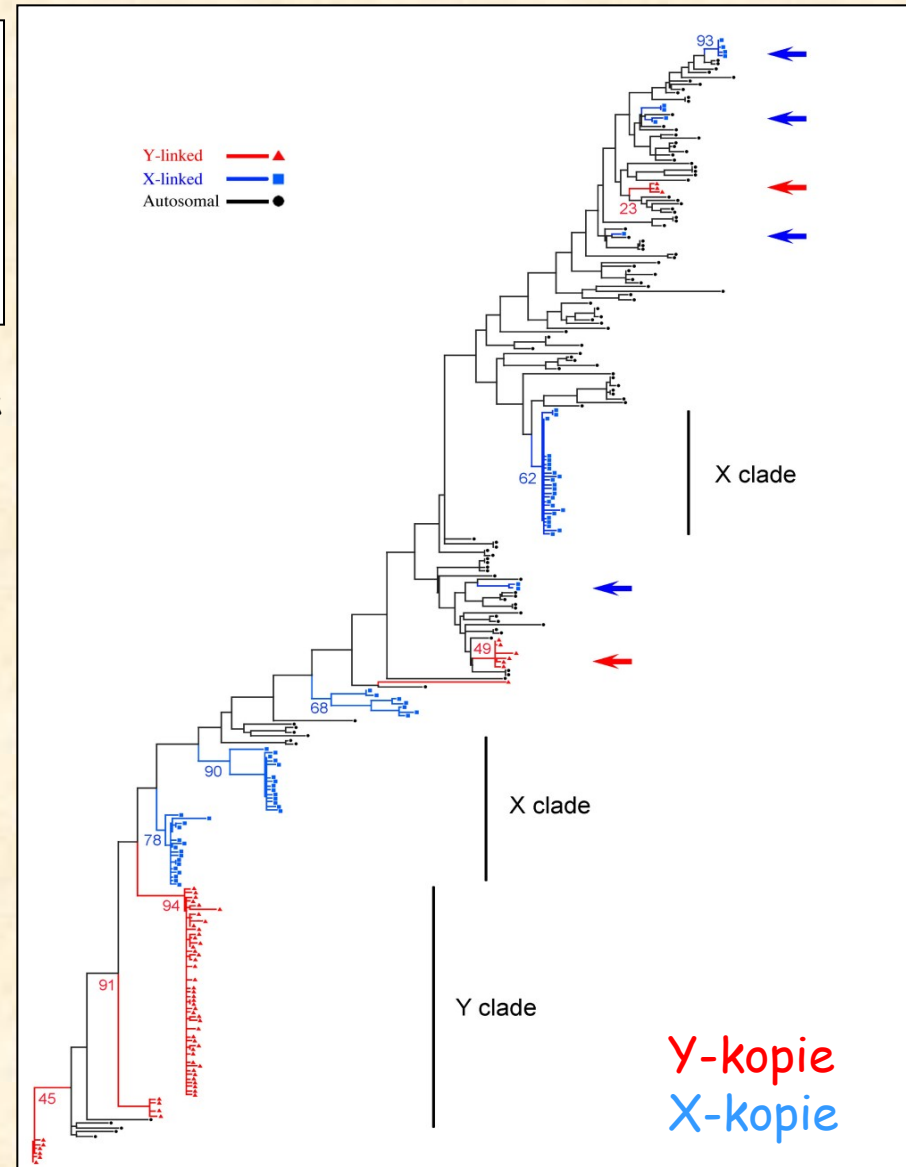 93
Y-linked
X-linked
Autosomal
23
62
X clade
49
68
90
X clade
78
94
91
Y clade
Y-kopie
X-kopie
45